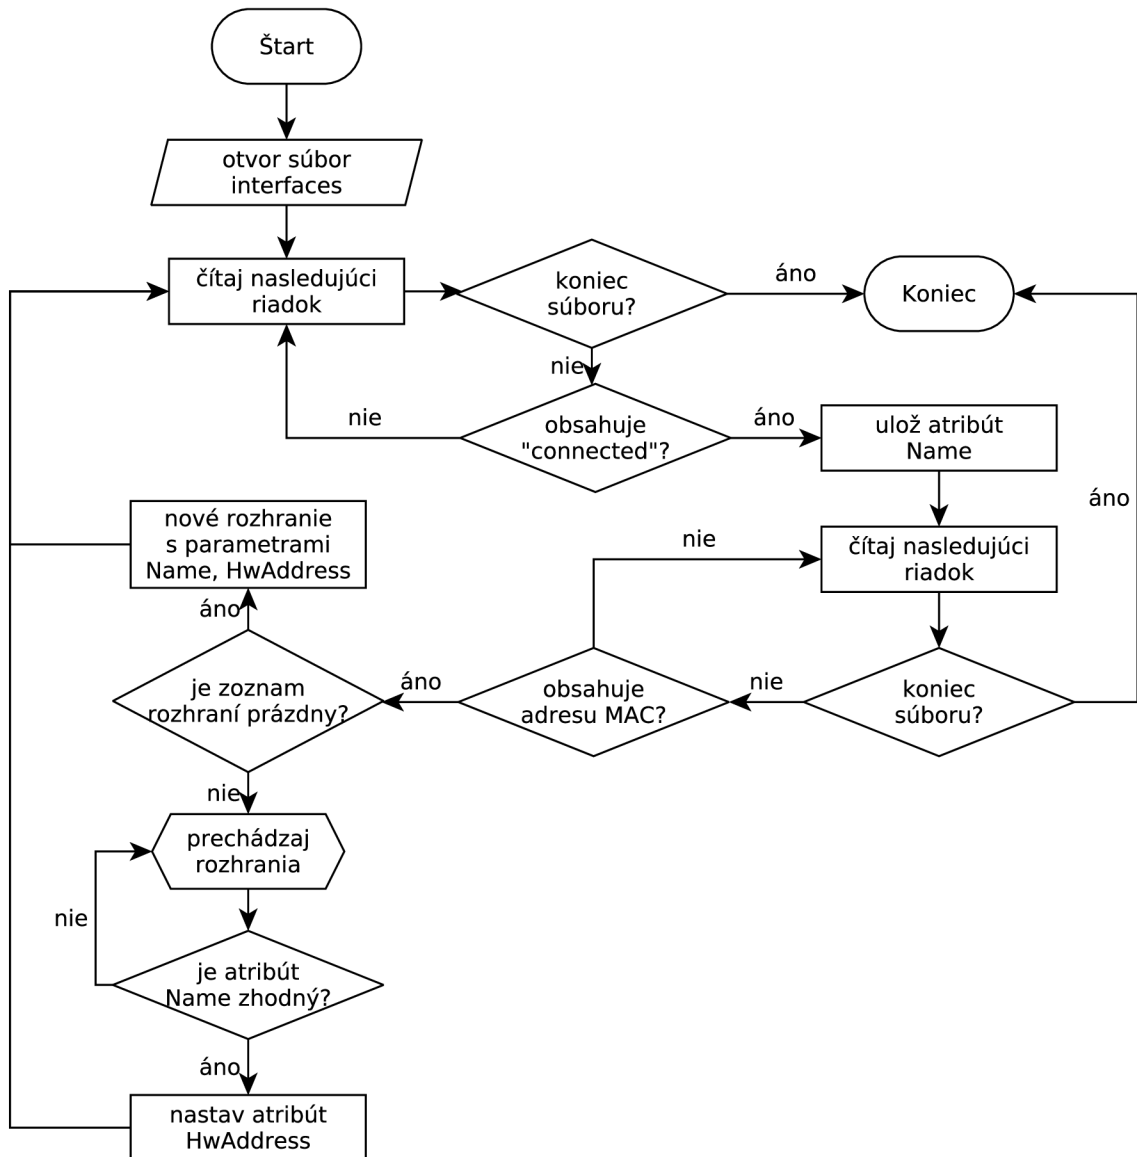 Štart
otvor súbor
interfaces
čítaj nasledujúci
riadok
koniec
súboru?
áno
Koniec
nie
obsahuje
"connected"?
nie
áno
ulož atribút
Name
áno
čítaj nasledujúci
riadok
nie
koniec
súboru?
nie
obsahuje
adresu MAC?
áno
je zoznam
rozhraní prázdny?
áno
nové rozhranie
s parametrami
Name, HwAddress
nie
prechádzaj
rozhrania
nie
je atribút
Name zhodný?
áno
nastav atribút
HwAddress